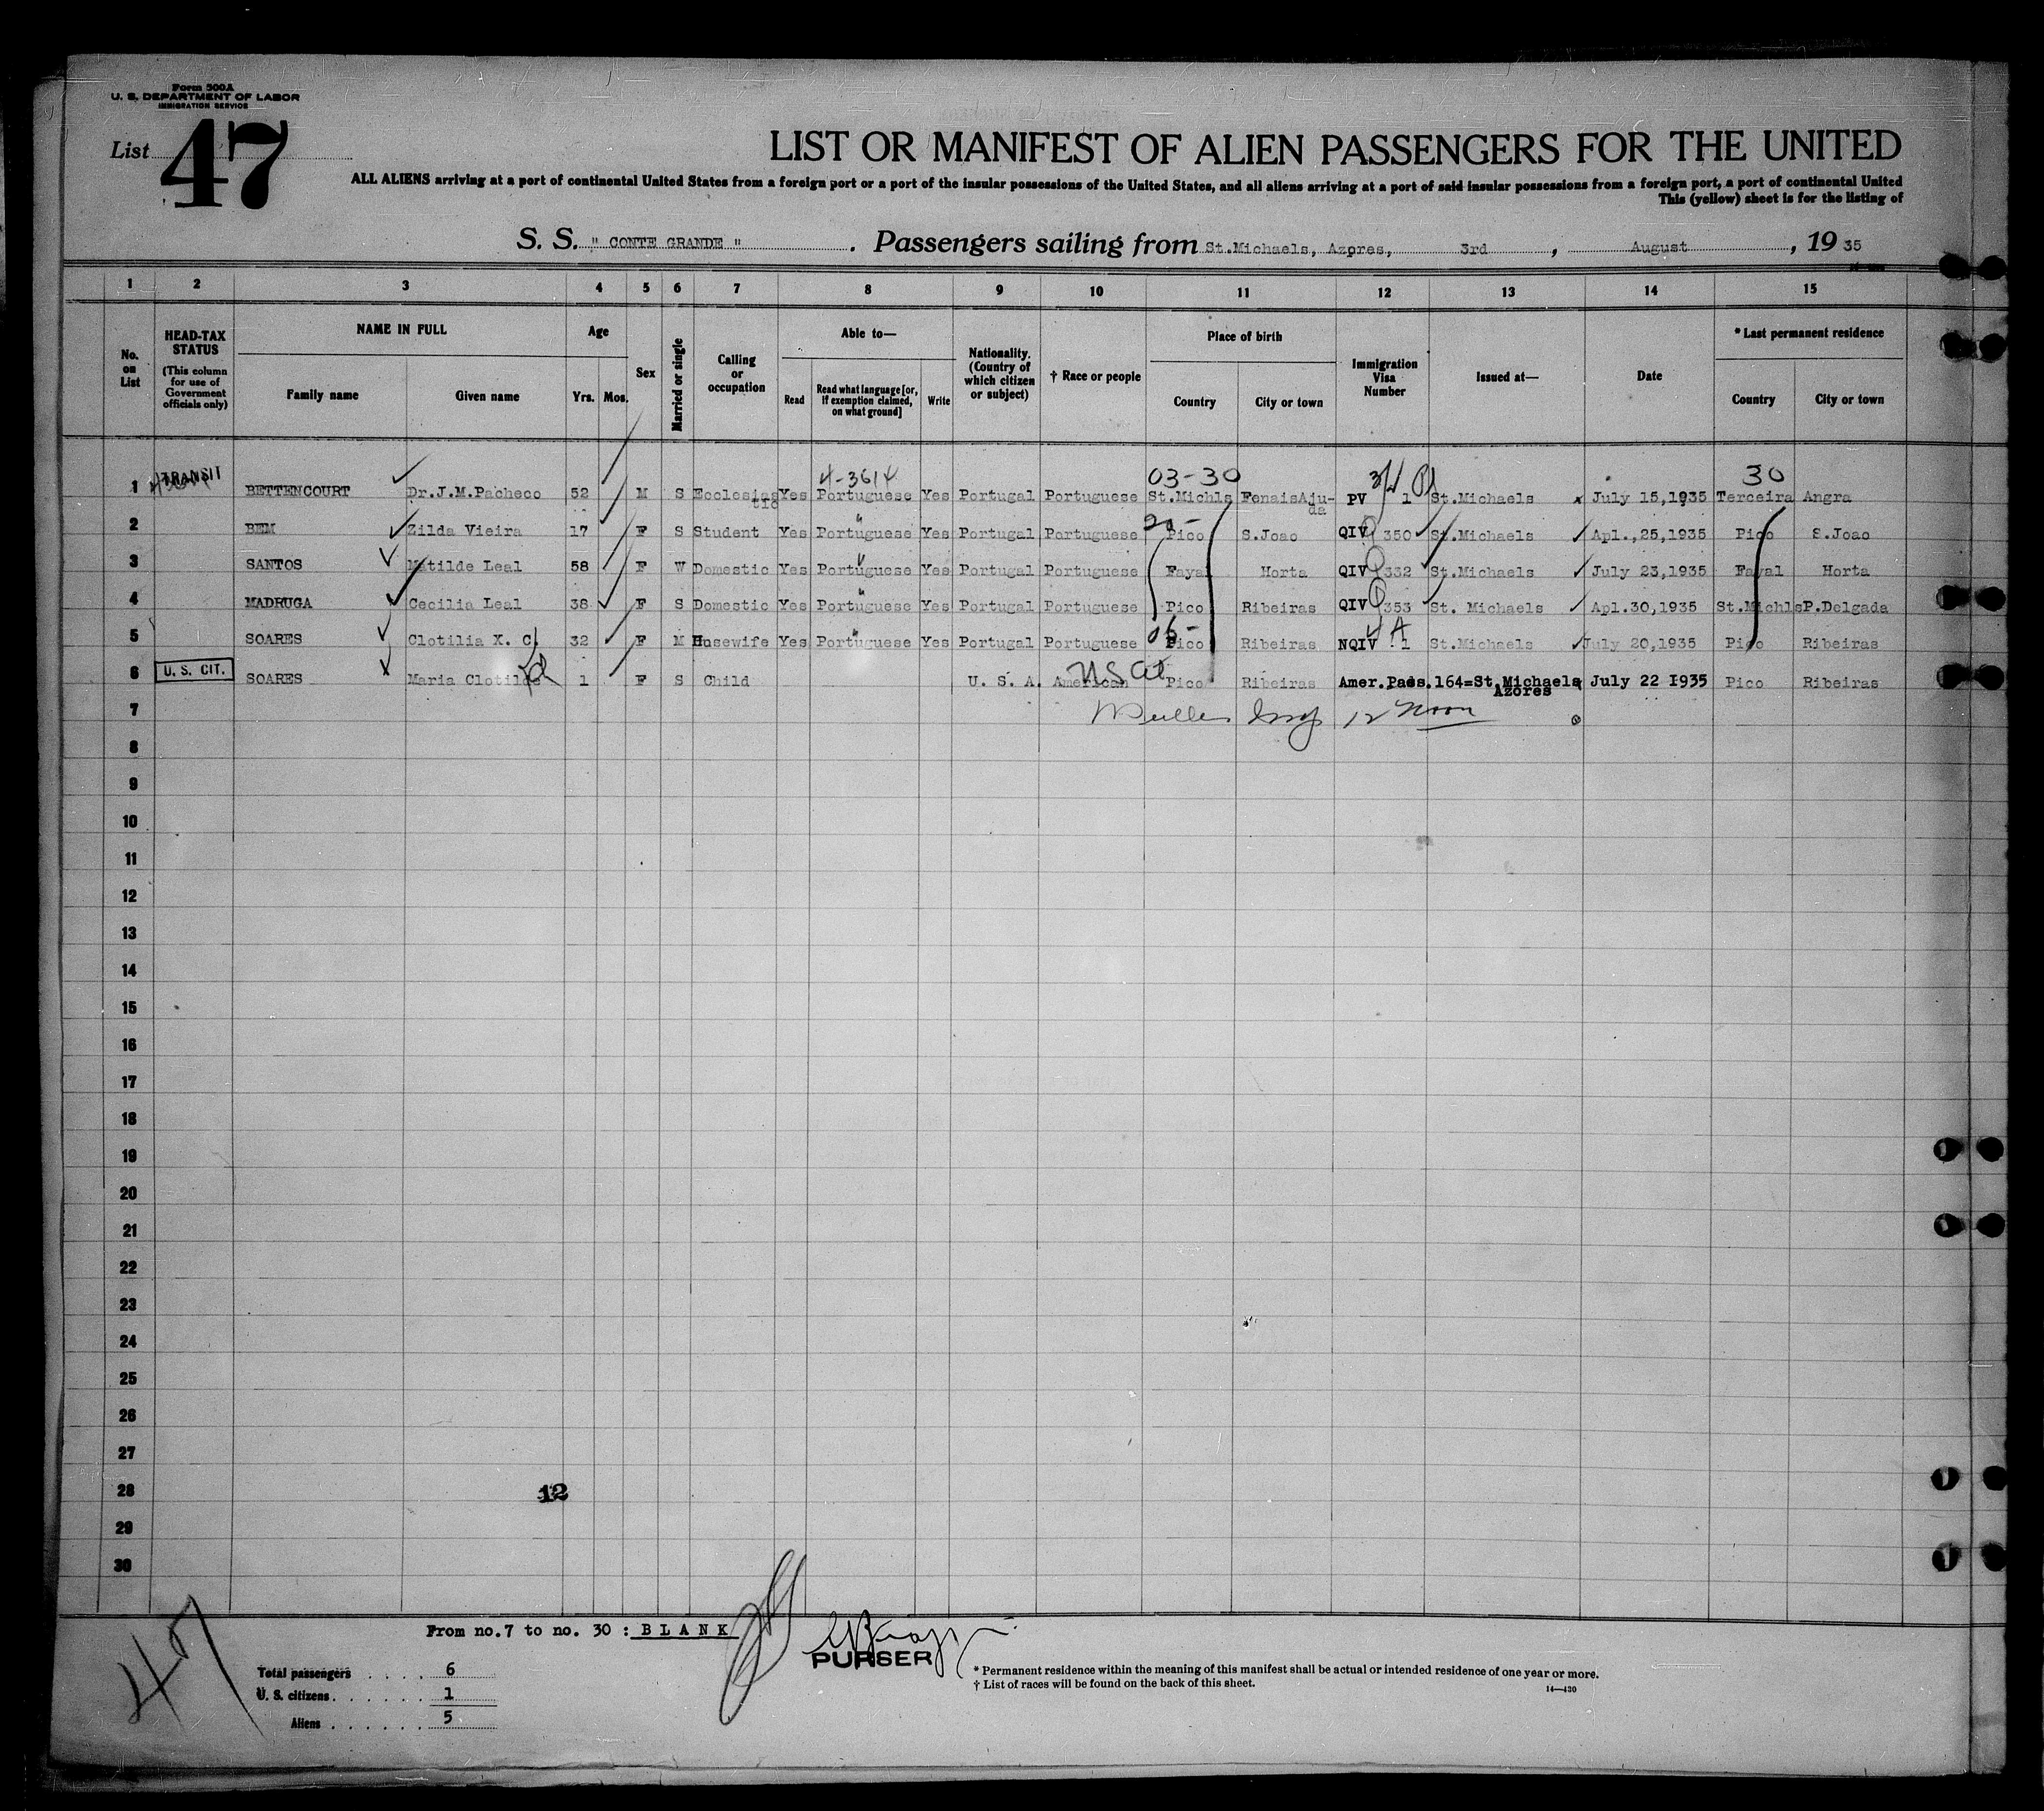 Form 500A
U. S. DEPARTMENT OF LABOR
IMMIGRATION SERVICE
List 47
LIST OR MANIFEST OF ALIEN PASSENGERS FOR THE UNITED
ALL ALIENS arriving at a port of continental United States from a foreign port or a port of the insular possessions of the United States, and all aliens arriving at a port of said insular possessions from a foreign port, a port of continental United
This (yellow) sheet is for the listing of
S. S. " CONTE GRANDE " . Passengers sailing from St.Michaels, Azpres, 3rd , August , 19 35
1 2 3 4 5 6 7 8 9 10 11 12 13 14 15
No. on List
HEAD-TAX STATUS
(This column for use of Government officials only)
NAME IN FULL
Family name
Given name
Age
Yrs.
Mos.
Sex
Married or single
Calling or occupation
Able to—
Read
Read what language [or, if exemption claimed, on what ground]
Write
Nationality. (Country of which citizen or subject)
† Race or people
Place of birth
Country
City or town
Immigration Visa Number
Issued at—
Date
* Last permanent residence
Country
City or town
TRANSIT 4-3614 03-30 30
1 BETTENCOURT Dr.J.M.Pacheco 52 M S Ecclesiastic Yes Portuguese Yes Portugal Portuguese St.Michls FenaisAjuda PV 1 St.Michaels July 15,1935 Terceira Angra
2 BEM Zilda Vieira 17 F S Student Yes Portuguese Yes Portugal Portuguese Pico S.Joao QIV 350 St.Michaels Apl.,25,1935 Pico S.Joao
3 SANTOS Matilde Leal 58 F W Domestic Yes Portuguese Yes Portugal Portuguese Fayal Horta QIV 332 St.Michaels July 23,1935 Fayal Horta
4 MADRUGA Cecilia Leal 38 F S Domestic Yes Portuguese Yes Portugal Portuguese Pico Ribeiras QIV 353 St. Michaels Apl.30,1935 St.Michls P.Delgada
5 SOARES Clotilia X. C. 32 F M Husewife Yes Portuguese Yes Portugal Portuguese Pico Ribeiras NQIV 1 St.Michaels July 20,1935 Pico Ribeiras
6 U. S. CIT. SOARES Maria Clotilde 1 F S Child U. S. A. American Pico Ribeiras Amer.Pass.164=St.Michaels Azores July 22 1935 Pico Ribeiras
US Cit
7 12 Noon
8
9
10
11
12
13
14
15
16
17
18
19
20
21
22
23
24
25
26
27
28 12
29
30
From no.7 to no. 30 : BLANK
47
PURSER
Total passengers . . . . 6
U. S. citizens . . . . . . 1
Aliens . . . . . . 5
* Permanent residence within the meaning of this manifest shall be actual or intended residence of one year or more.
† List of races will be found on the back of this sheet.
14—430